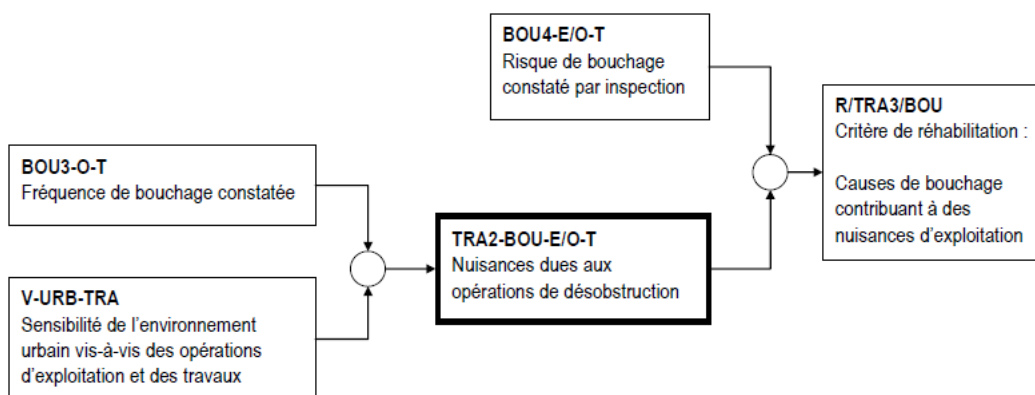 BOU4-E/O-T
Risque de bouchage
constaté par inspection
R/TRA3/BOU
Critère de réhabilitation :
Causes de bouchage
contribuant à des
nuisances d'exploitation
BOU3-O-T
Fréquence de bouchage constatée
TRA2-BOU-E/O-T
Nuisances dues aux
opérations de désobstruction
V-URB-TRA
Sensibilité de l'environnement
urbain vis-à-vis des opérations
d'exploitation et des travaux